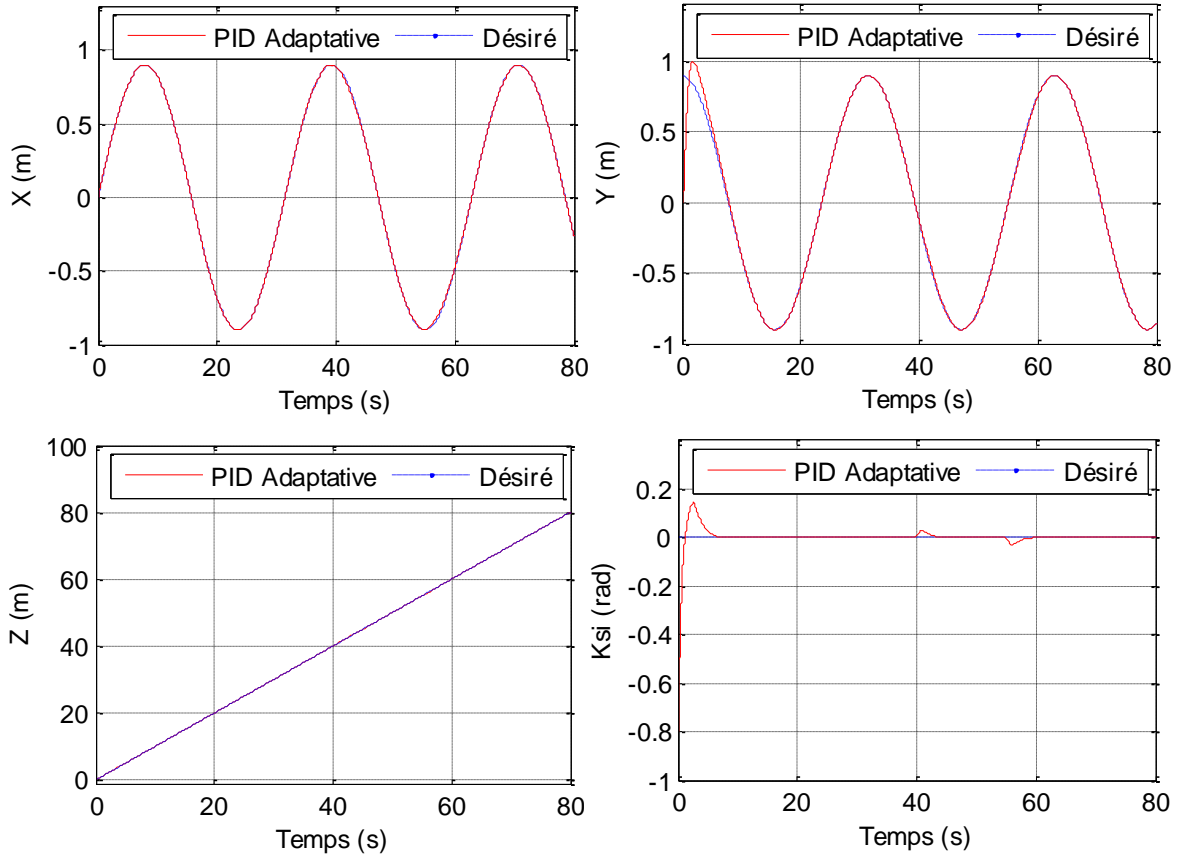 PID Adaptative Désiré
1
0.5
0
-0.5
-1
X (m)
0 20 40 60 80
Temps (s)
PID Adaptative Désiré
1
0.5
0
-0.5
-1
Y (m)
0 20 40 60 80
Temps (s)
PID Adaptative Désiré
100
80
60
40
20
0
Z (m)
0 20 40 60 80
Temps (s)
PID Adaptative Désiré
0.2
0
-0.2
-0.4
-0.6
-0.8
-1
Ksi (rad)
0 20 40 60 80
Temps (s)